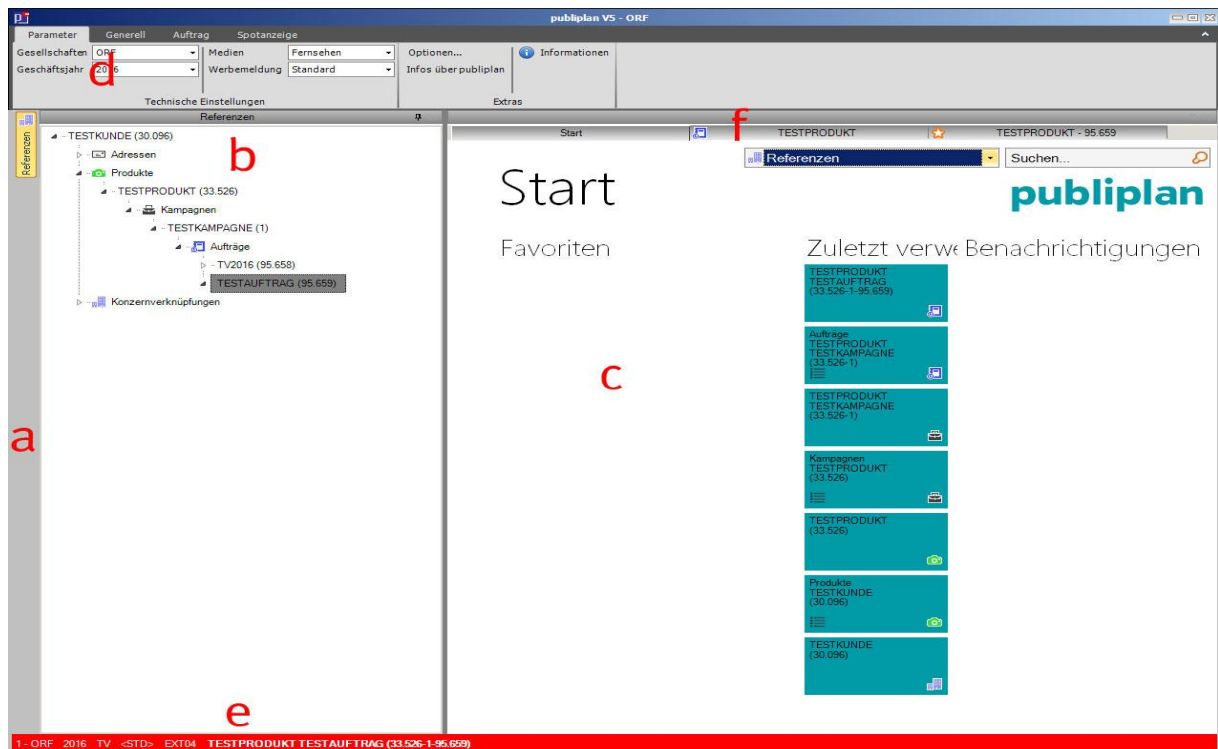 publiplan V5 - ORF
Parameter Generell Auftrag Spotanzeige
Gesellschaften ORF Medien Fernsehen Optionen... Informationen
Geschäftsjahr 2016 Werbemeldung Standard Infos über publiplan
d
Technische Einstellungen Extras
Referenzen
Referenzen
f
Start TESTPRODUKT TESTPRODUKT - 95.659
TESTKUNDE (30.096)
Adressen
b
Produkte
TESTPRODUKT (33.526)
Kampagnen
TESTKAMPAGNE (1)
Aufträge
TV2016 (95.658)
TESTAUFTRAG (95.659)
Konzernverknüpfungen
a
e
Referenzen Suchen...
Start
publiplan
Favoriten Zuletzt verwe Benachrichtigungen
c
TESTPRODUKT
TESTAUFTRAG
(33.526-1-95.659)
Aufträge
TESTPRODUKT
TESTKAMPAGNE
(33.526-1)
TESTPRODUKT
TESTKAMPAGNE
(33.526-1)
Kampagnen
TESTPRODUKT
(33.526)
TESTPRODUKT
(33.526)
Produkte
TESTKUNDE
(30.096)
TESTKUNDE
(30.096)
1 - ORF 2016 TV <STD> EXT04 TESTPRODUKT TESTAUFTRAG (33.526-1-95.659)